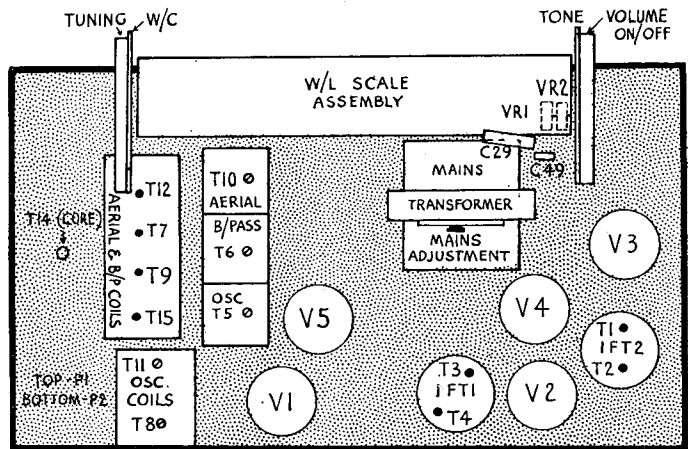 TUNING
W/C
TONE
VOLUME
ON/OFF
W/L SCALE
ASSEMBLY
VR2
VR1
C29
C49
MAINS
TRANSFORMER
MAINS
ADJUSTMENT
T14 (CORE)
AERIAL & B/P COILS
T12
T7
T9
T15
T10
AERIAL
B/PASS
T6
OSC
T5
V5
V4
V3
T1
IFT2
T2
TOP-P1
BOTTOM-P2
T11
OSC.
COILS
T8
V1
T3
IFT1
T4
V2